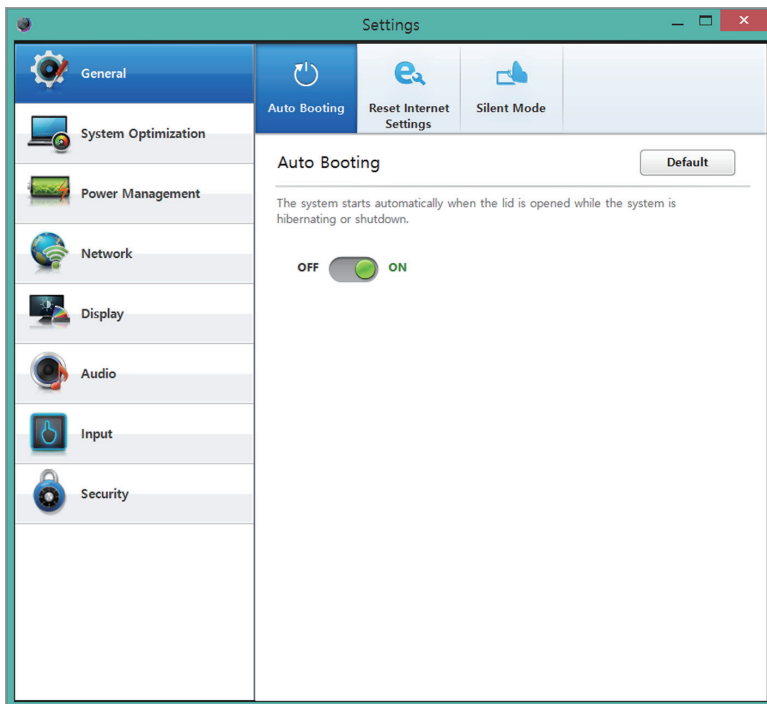 Settings
General
System Optimization
Power Management
Network
Display
Audio
Input
Security
Auto Booting
Reset Internet
Settings
Silent Mode
Auto Booting
Default
The system starts automatically when the lid is opened while the system is
hibernating or shutdown.
OFF ON